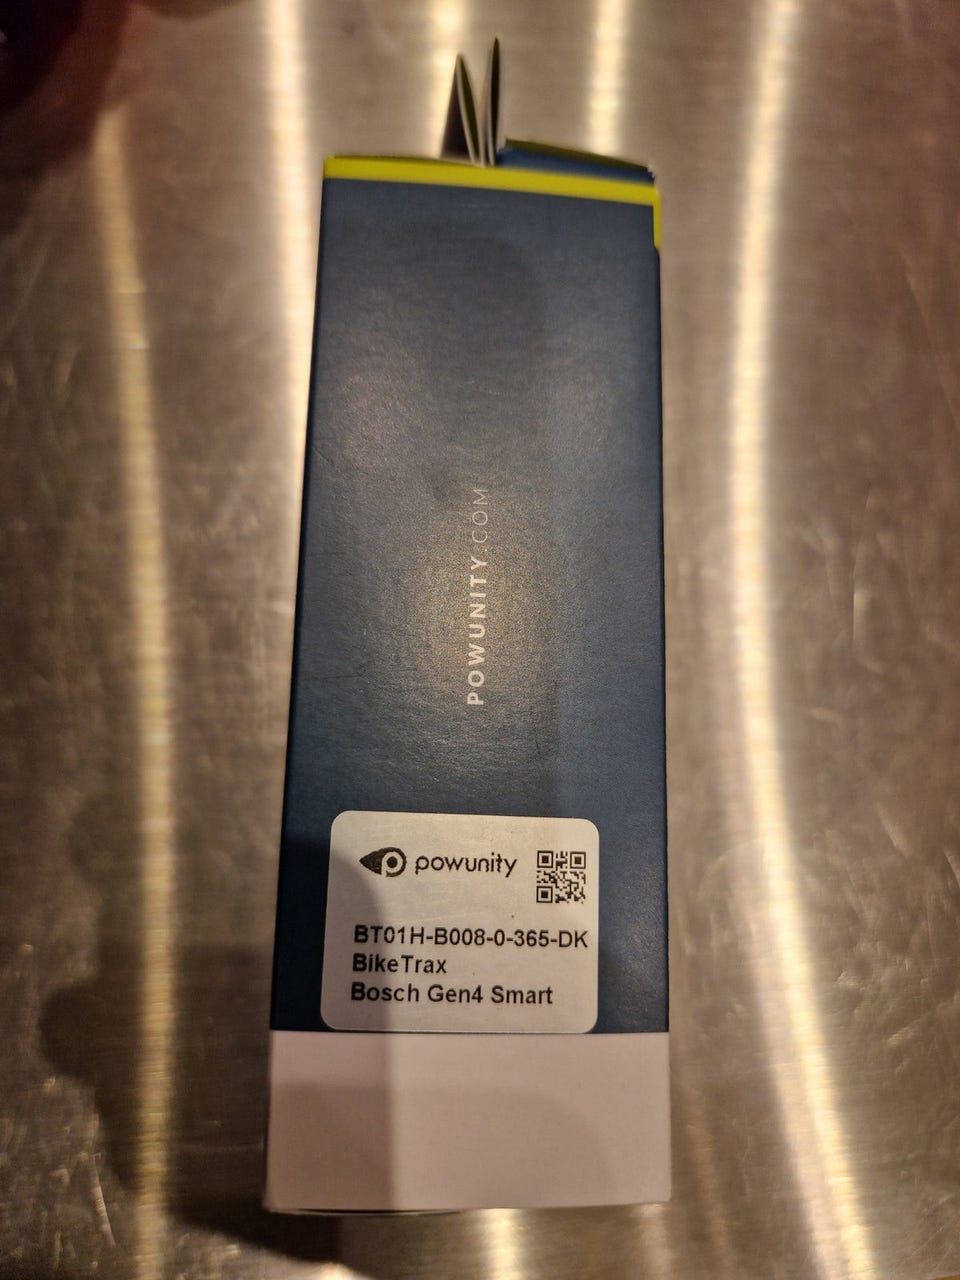 POWUNITY.COM
powunity
BT01H-B008-0-365-DK
BikeTrax
Bosch Gen4 Smart